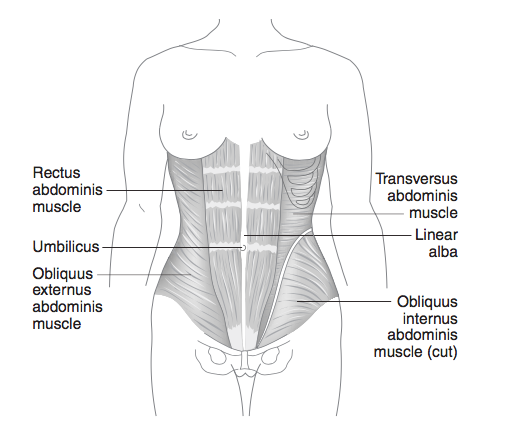 Rectus
abdominis
muscle
Umbilicus
Obliquus
externus
abdominis
muscle
Transversus
abdominis
muscle
Linear
alba
Obliquus
internus
abdominis
muscle (cut)